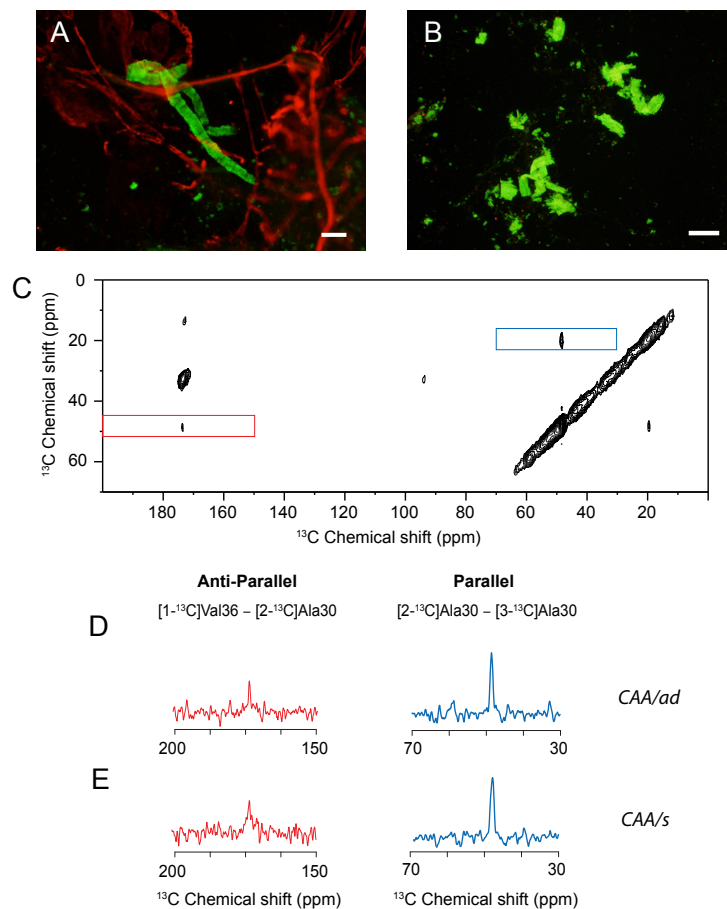 A
B
C
0
20
40
60
¹³C Chemical shift (ppm)
180 160 140 120 100 80 60 40 20
¹³C Chemical shift (ppm)
Anti-Parallel Parallel
[1-¹³C]Val36 – [2-¹³C]Ala30 [2-¹³C]Ala30 – [3-¹³C]Ala30
D
CAA/ad
200 150 70 30
E
CAA/s
200 150 70 30
¹³C Chemical shift (ppm) ¹³C Chemical shift (ppm)